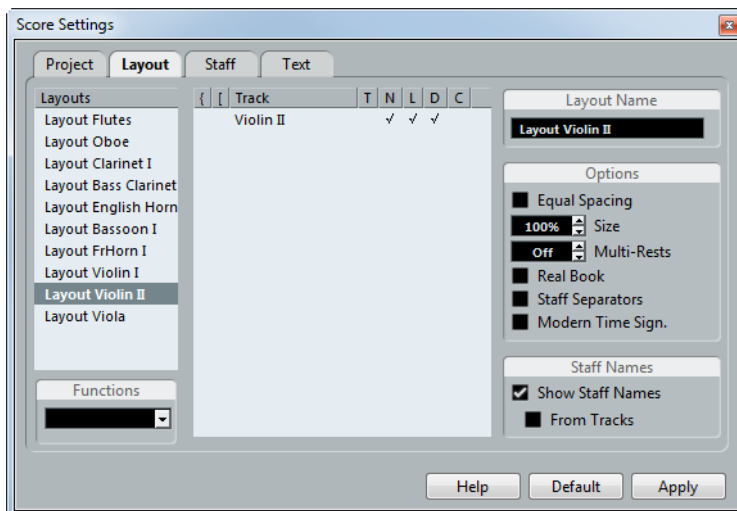 Score Settings
Project Layout Staff Text
Layouts
Layout Flutes
Layout Oboe
Layout Clarinet I
Layout Bass Clarinet
Layout English Horn
Layout Bassoon I
Layout FrHorn I
Layout Violin I
Layout Violin II
Layout Viola
Functions
{ [ Track T N L D C
Violin II √ √ √
Layout Name
Layout Violin II
Options
Equal Spacing
100% Size
Off Multi-Rests
Real Book
Staff Separators
Modern Time Sign.
Staff Names
Show Staff Names
From Tracks
Help Default Apply